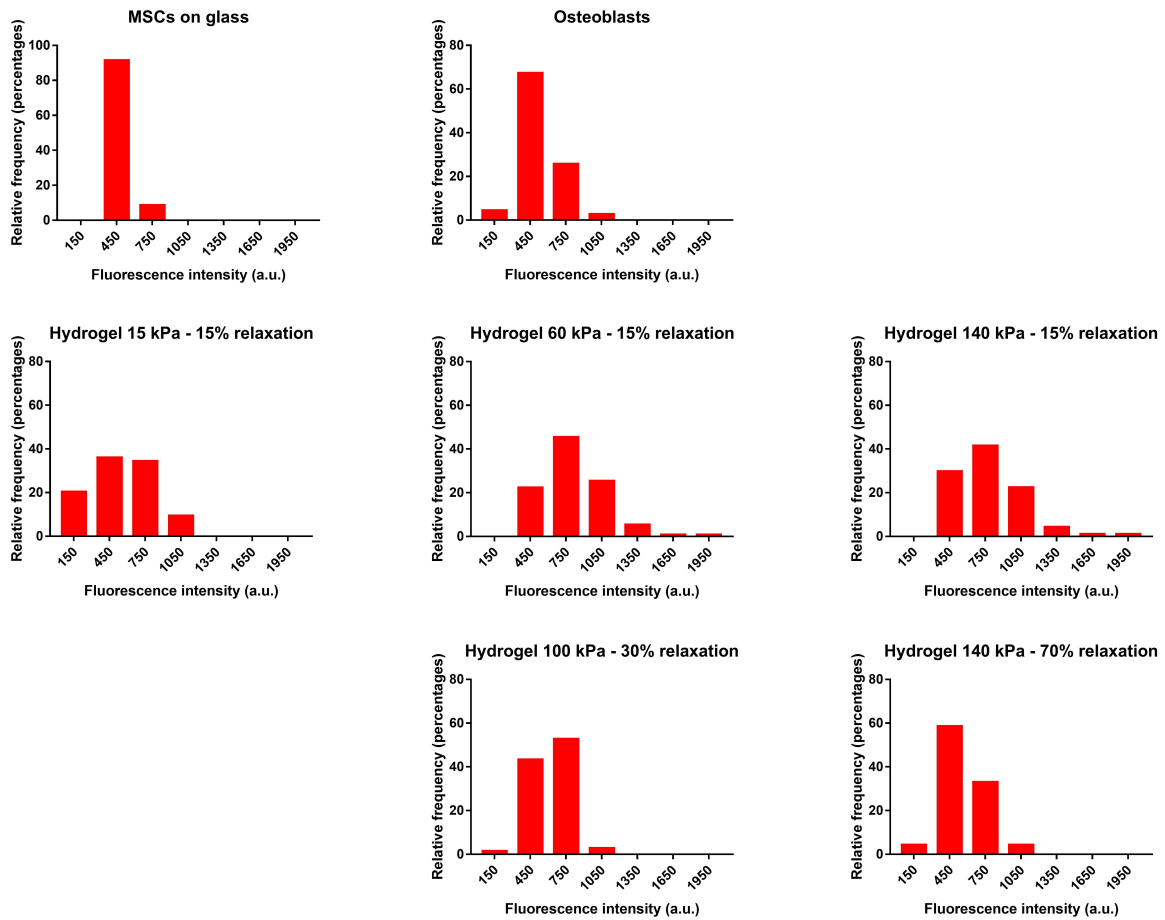 MSCs on glass
Relative frequency (percentages)
100
80
60
40
20
0
150 450 750 1050 1350 1650 1950
Fluorescence intensity (a.u.)
Osteoblasts
Relative frequency (percentages)
80
60
40
20
0
150 450 750 1050 1350 1650 1950
Fluorescence intensity (a.u.)
Hydrogel 15 kPa - 15% relaxation
Relative frequency (percentages)
80
60
40
20
0
150 450 750 1050 1350 1650 1950
Fluorescence intensity (a.u.)
Hydrogel 60 kPa - 15% relaxation
Relative frequency (percentages)
80
60
40
20
0
150 450 750 1050 1350 1650 1950
Fluorescence intensity (a.u.)
Hydrogel 140 kPa - 15% relaxation
Relative frequency (percentages)
80
60
40
20
0
150 450 750 1050 1350 1650 1950
Fluorescence intensity (a.u.)
Hydrogel 100 kPa - 30% relaxation
Relative frequency (percentages)
80
60
40
20
0
150 450 750 1050 1350 1650 1950
Fluorescence intensity (a.u.)
Hydrogel 140 kPa - 70% relaxation
Relative frequency (percentages)
80
60
40
20
0
150 450 750 1050 1350 1650 1950
Fluorescence intensity (a.u.)